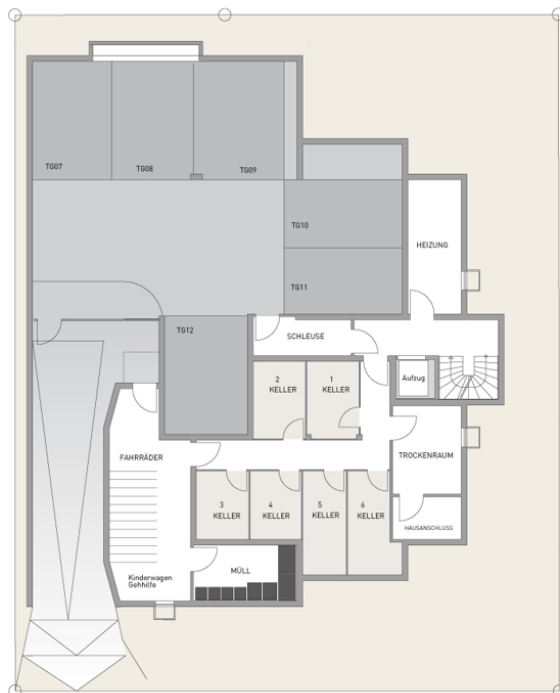 TG07
TG08
TG09
TG10
HEIZUNG
TG11
TG12
SCHLEUSE
2
KELLER
1
KELLER
Aufzug
FAHRRÄDER
TROCKENRAUM
3
KELLER
4
KELLER
5
KELLER
6
KELLER
HAUSANSCHLUSS
MÜLL
Kinderwagen
Gehhilfe